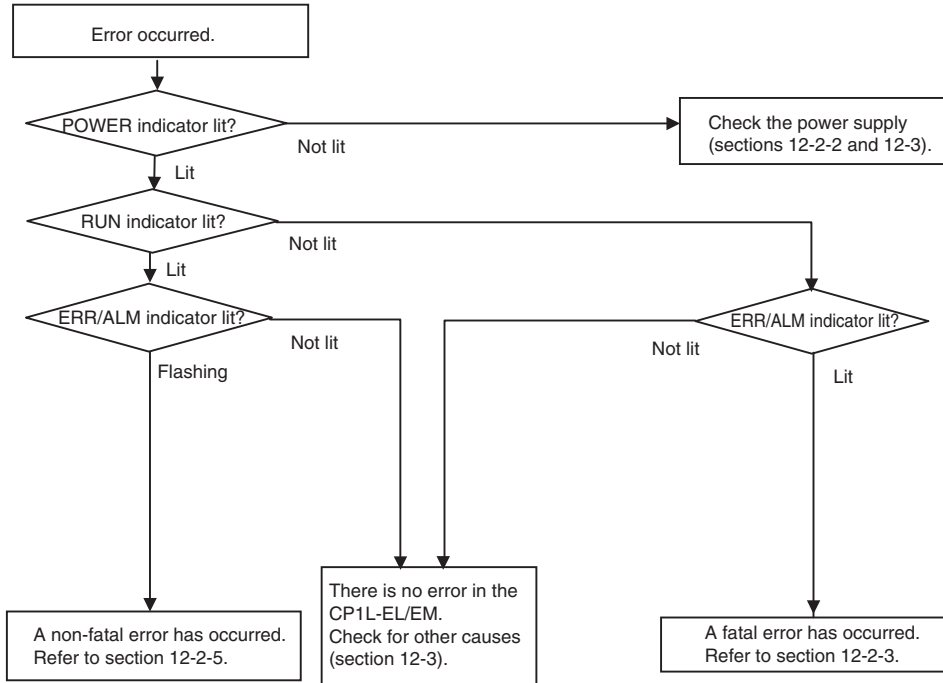 Error occurred.
POWER indicator lit?
Not lit
Check the power supply
(sections 12-2-2 and 12-3).
Lit
RUN indicator lit?
Not lit
Lit
ERR/ALM indicator lit?
Not lit
Flashing
ERR/ALM indicator lit?
Not lit
Lit
There is no error in the
CP1L-EL/EM.
Check for other causes
(section 12-3).
A non-fatal error has occurred.
Refer to section 12-2-5.
A fatal error has occurred.
Refer to section 12-2-3.